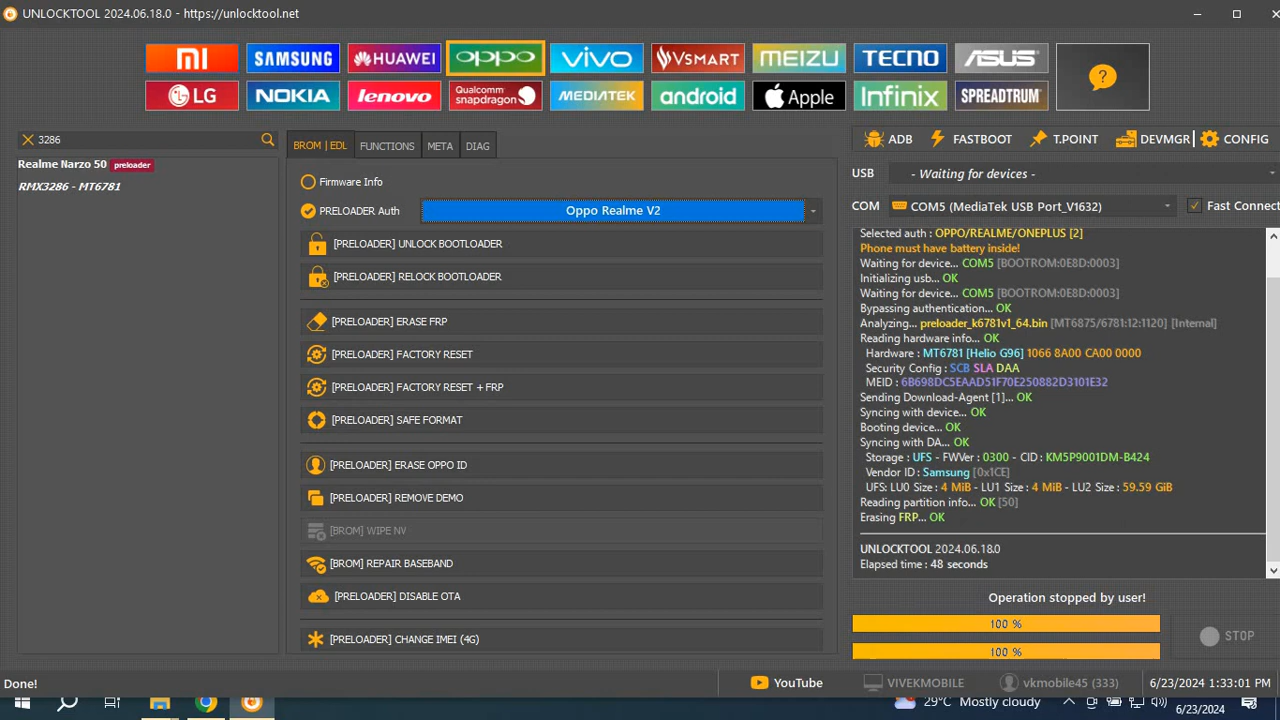 UNLOCKTOOL 2024.06.18.0 - https://unlocktool.net
mi SAMSUNG HUAWEI oppo vivo VSMART MEIZU TECNO ASUS ?
LG NOKIA lenovo Qualcomm snapdragon MEDIATEK android Apple Infinix SPREADTRUM
3286
Realme Narzo 50 preloader
RMX3286 - MT6781
BROM | EDL FUNCTIONS META DIAG
Firmware Info
PRELOADER Auth Oppo Realme V2
[PRELOADER] UNLOCK BOOTLOADER
[PRELOADER] RELOCK BOOTLOADER
[PRELOADER] ERASE FRP
[PRELOADER] FACTORY RESET
[PRELOADER] FACTORY RESET + FRP
[PRELOADER] SAFE FORMAT
[PRELOADER] ERASE OPPO ID
[PRELOADER] REMOVE DEMO
[BROM] WIPE NV
[BROM] REPAIR BASEBAND
[PRELOADER] DISABLE OTA
[PRELOADER] CHANGE IMEI (4G)
ADB FASTBOOT T.POINT DEVMGR CONFIG
USB - Waiting for devices -
COM COM5 (MediaTek USB Port_V1632) Fast Connect
Selected auth : OPPO/REALME/ONEPLUS [2]
Phone must have battery inside!
Waiting for device... COM5 [BOOTROM:0E8D:0003]
Initializing usb... OK
Waiting for device... COM5 [BOOTROM:0E8D:0003]
Bypassing authentication... OK
Analyzing... preloader_k6781v1_64.bin [MT6875/6781:12:1120] [Internal]
Reading hardware info... OK
Hardware : MT6781 [Helio G96] 1066 8A00 CA00 0000
Security Config : SCB SLA DAA
MEID : 6B698DC5EAAD51F70E250882D3101E32
Sending Download-Agent [1]... OK
Syncing with device... OK
Booting device... OK
Syncing with DA... OK
Storage : UFS - FWVer : 0300 - CID : KM5P9001DM-B424
Vendor ID : Samsung [0x1CE]
UFS: LU0 Size : 4 MiB - LU1 Size : 4 MiB - LU2 Size : 59.59 GiB
Reading partition info... OK [50]
Erasing FRP... OK
UNLOCKTOOL 2024.06.18.0
Elapsed time : 48 seconds
Operation stopped by user!
100 %
100 %
STOP
Done! YouTube VIVEKMOBILE vkmobile45 (333) 6/23/2024 1:33:01 PM
29°C Mostly cloudy 6/23/2024